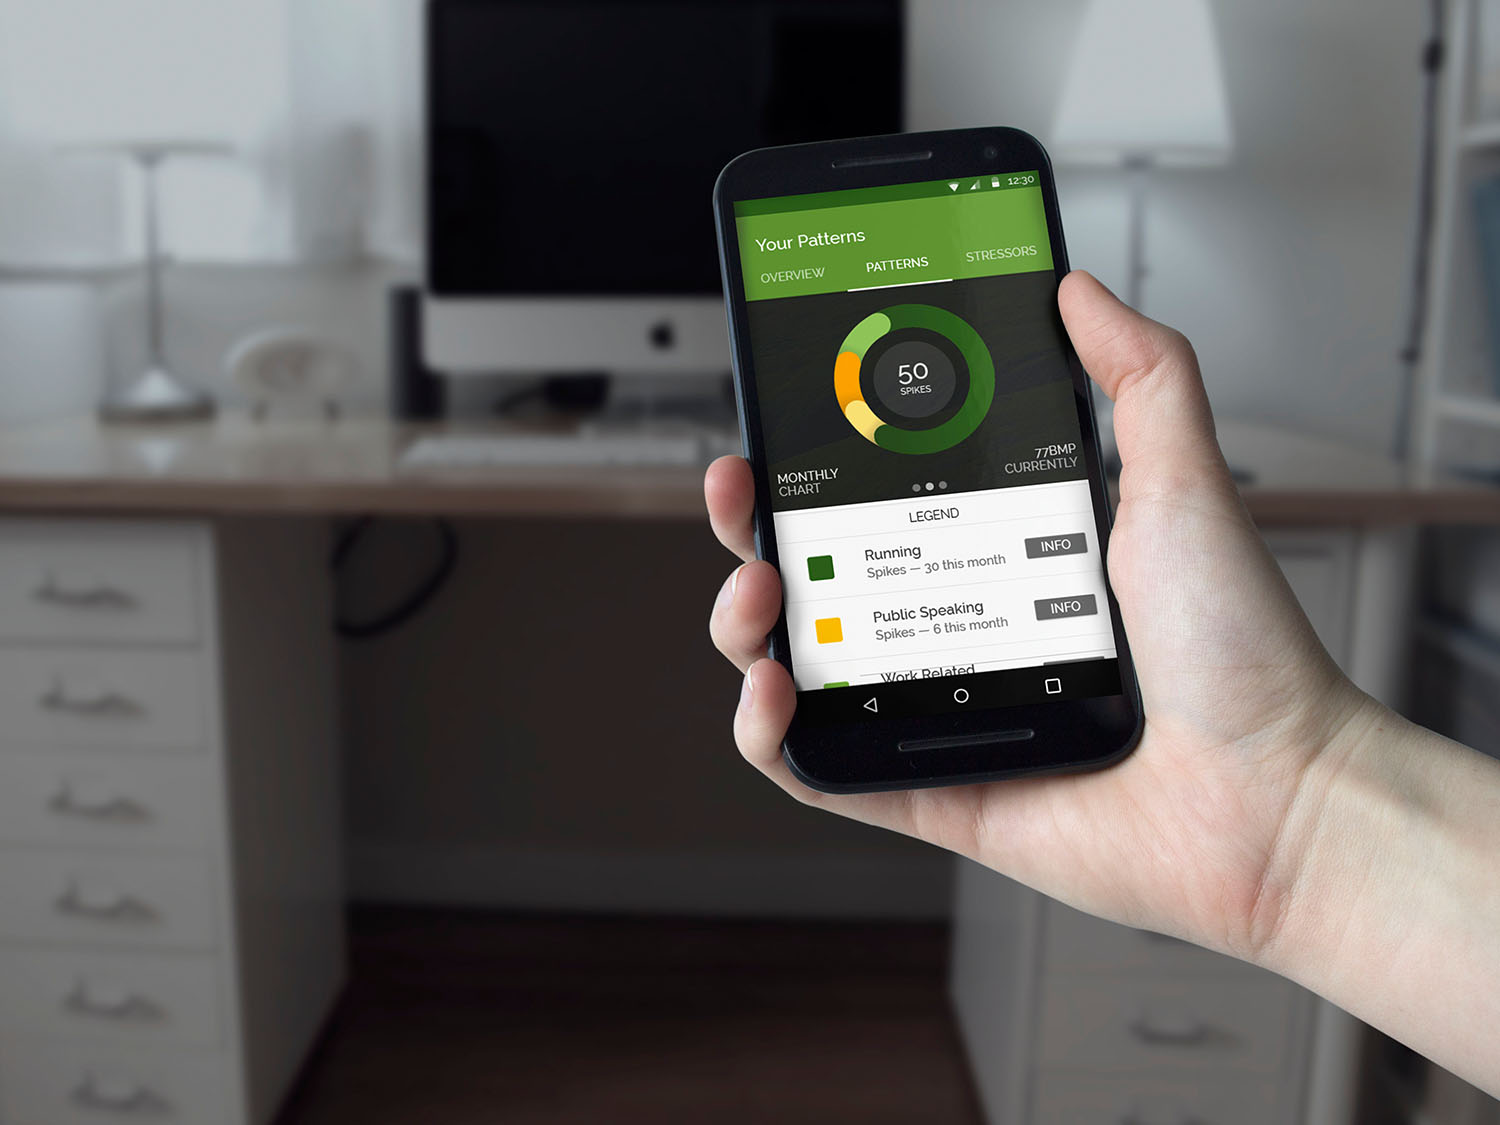 12:30
Your Patterns
OVERVIEW PATTERNS STRESSORS
50
SPIKES
MONTHLY
CHART
77BMP
CURRENTLY
LEGEND
Running
Spikes — 30 this month
INFO
Public Speaking
Spikes — 6 this month
INFO
Work Related